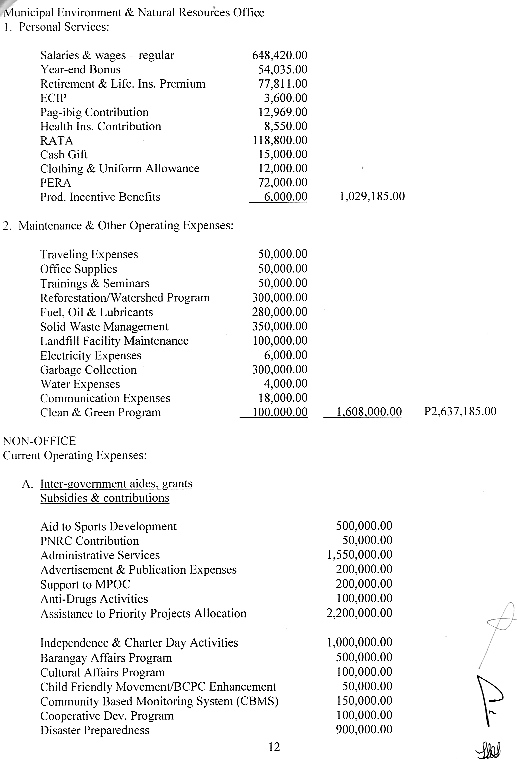 Municipal Environment & Natural Resources Office
1. Personal Services:
Salaries & wages regular 648,420.00
Year-end Bonus 54,035.00
Retirement & Life. Ins. Premium 77,811.00
ECIP 3,600.00
Pag-ibig Contribution 12,969.00
Health Ins. Contribution 8,550.00
RATA 118,800.00
Cash Gift 15,000.00
Clothing & Uniform Allowance 12,000.00
PERA 72,000.00
Prod. Incentive Benefits 6,000.00 1,029,185.00
2. Maintenance & Other Operating Expenses:
Traveling Expenses 50,000.00
Office Supplies 50,000.00
Trainings & Seminars 50,000.00
Reforestation/Watershed Program 300,000.00
Fuel, Oil & Lubricants 280,000.00
Solid Waste Management 350,000.00
Landfill Facility Maintenance 100,000.00
Electricity Expenses 6,000.00
Garbage Collection 300,000.00
Water Expenses 4,000.00
Communication Expenses 18,000.00
Clean & Green Program 100,000.00 1,608,000.00 P2,637,185.00
NON-OFFICE
Current Operating Expenses:
A. Inter-government aides, grants
Subsidies & contributions
Aid to Sports Development 500,000.00
PNRC Contribution 50,000.00
Administrative Services 1,550,000.00
Advertisement & Publication Expenses 200,000.00
Support to MPOC 200,000.00
Anti-Drugs Activities 100,000.00
Assistance to Priority Projects Allocation 2,200,000.00
Independence & Charter Day Activities 1,000,000.00
Barangay Affairs Program 500,000.00
Cultural Affairs Program 100,000.00
Child Friendly Movement/BCPC Enhancement 50,000.00
Community Based Monitoring System (CBMS) 150,000.00
Cooperative Dev. Program 100,000.00
Disaster Preparedness 900,000.00
12